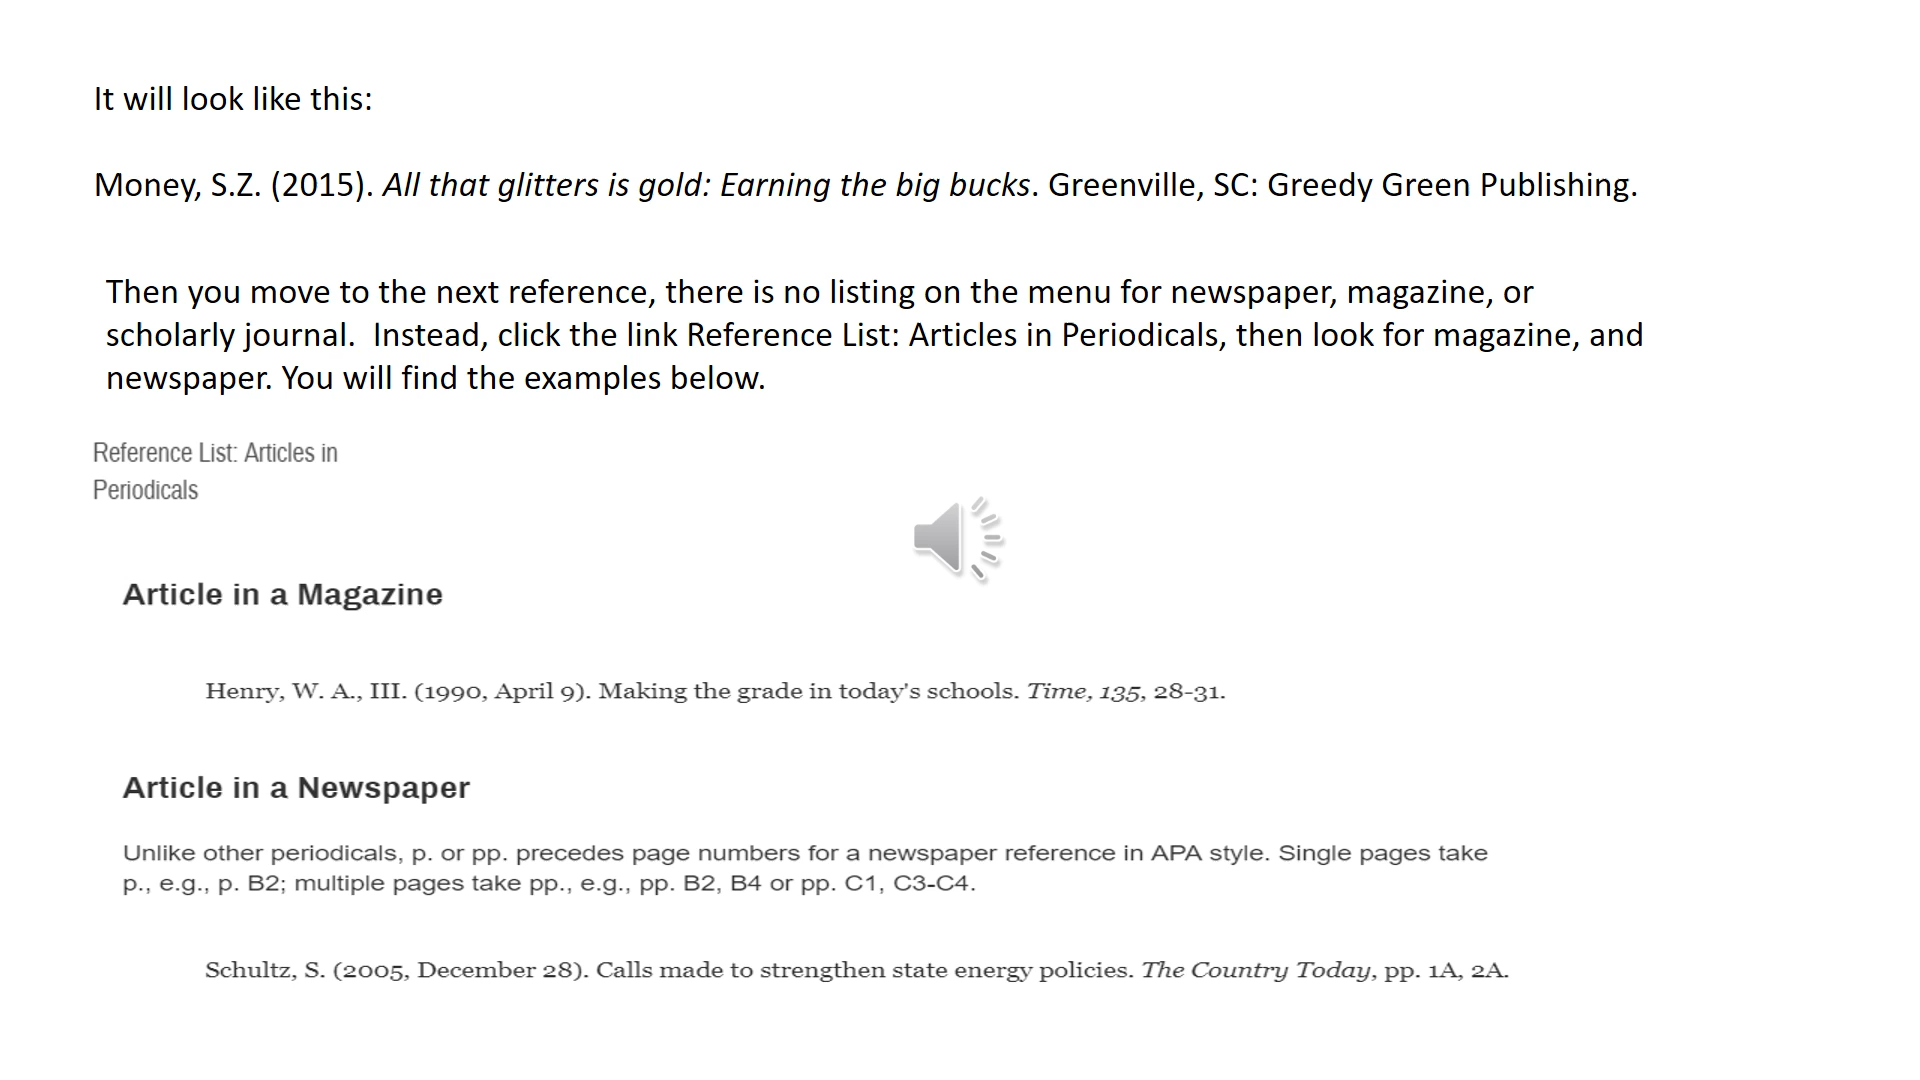 It will look like this:
Money, S.Z. (2015). All that glitters is gold: Earning the big bucks. Greenville, SC: Greedy Green Publishing.
Then you move to the next reference, there is no listing on the menu for newspaper, magazine, or
scholarly journal.  Instead, click the link Reference List: Articles in Periodicals, then look for magazine, and
newspaper. You will find the examples below.
Reference List: Articles in
Periodicals
Article in a Magazine
Henry, W. A., III. (1990, April 9). Making the grade in today's schools. Time, 135, 28-31.
Article in a Newspaper
Unlike other periodicals, p. or pp. precedes page numbers for a newspaper reference in APA style. Single pages take
p., e.g., p. B2; multiple pages take pp., e.g., pp. B2, B4 or pp. C1, C3-C4.
Schultz, S. (2005, December 28). Calls made to strengthen state energy policies. The Country Today, pp. 1A, 2A.